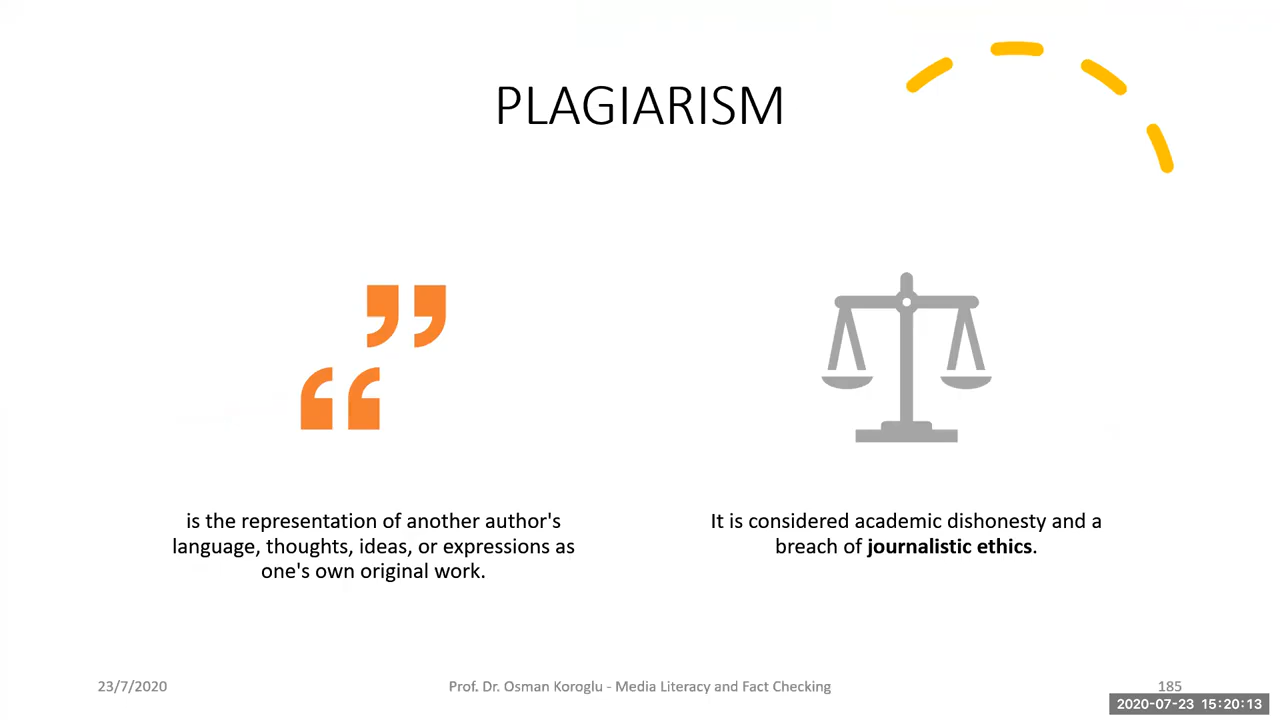 PLAGIARISM
is the representation of another author's
language, thoughts, ideas, or expressions as
one's own original work.
It is considered academic dishonesty and a
breach of journalistic ethics.
23/7/2020
Prof. Dr. Osman Koroglu - Media Literacy and Fact Checking
185
2020-07-23 15:20:13